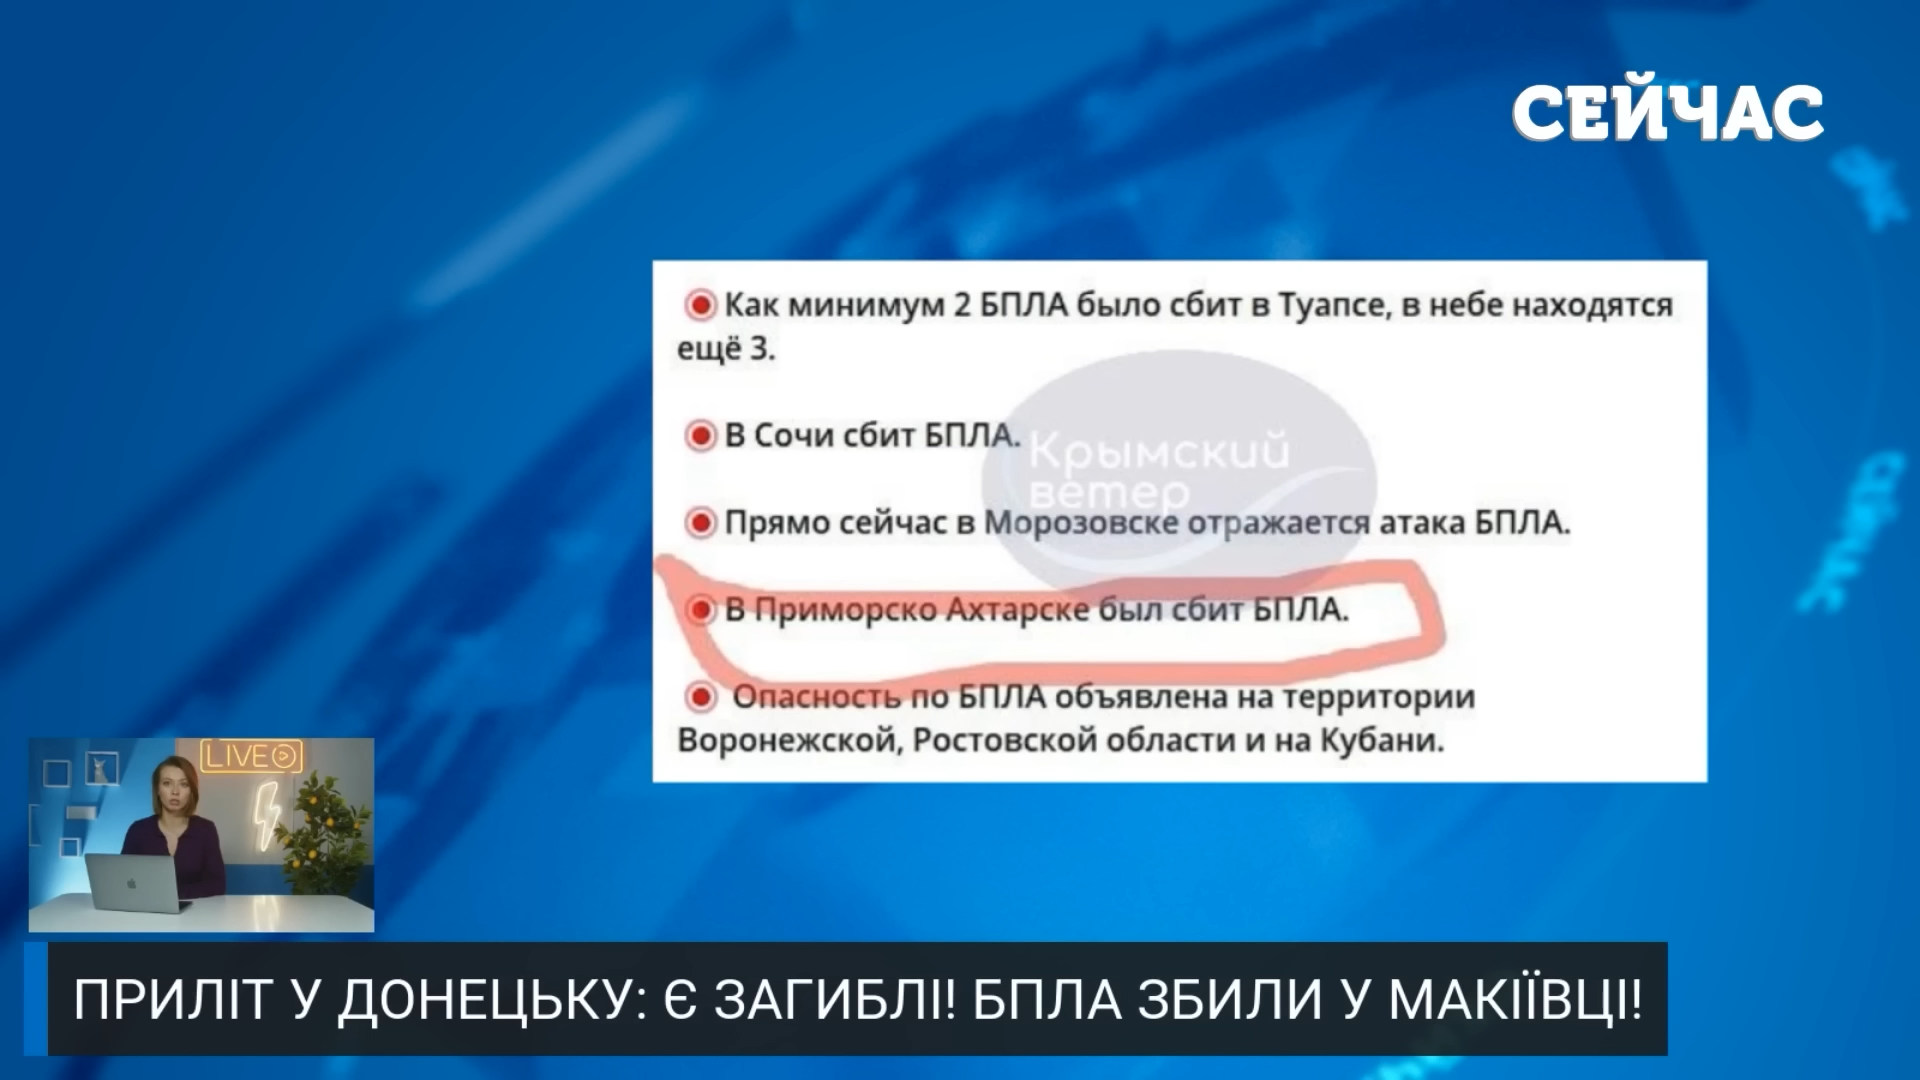 СЕЙЧАС
Как минимум 2 БПЛА было сбит в Туапсе, в небе находятся
ещё 3.
В Сочи сбит БПЛА.
Крымский
ветер
Прямо сейчас в Морозовске отражается атака БПЛА.
В Приморско Ахтарске был сбит БПЛА.
Опасность по БПЛА объявлена на территории
Воронежской, Ростовской области и на Кубани.
LIVE
ПРИЛІТ У ДОНЕЦЬКУ: Є ЗАГИБЛІ! БПЛА ЗБИЛИ У МАКІЇВЦІ!